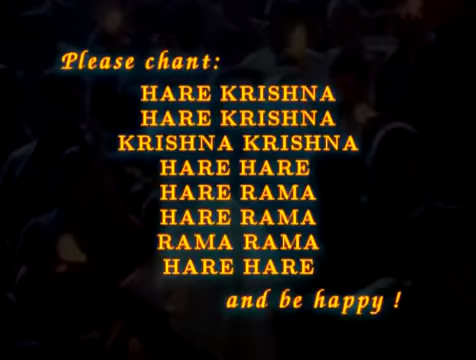 Please chant:
HARE KRISHNA
HARE KRISHNA
KRISHNA KRISHNA
HARE HARE
HARE RAMA
HARE RAMA
RAMA RAMA
HARE HARE
and be happy !